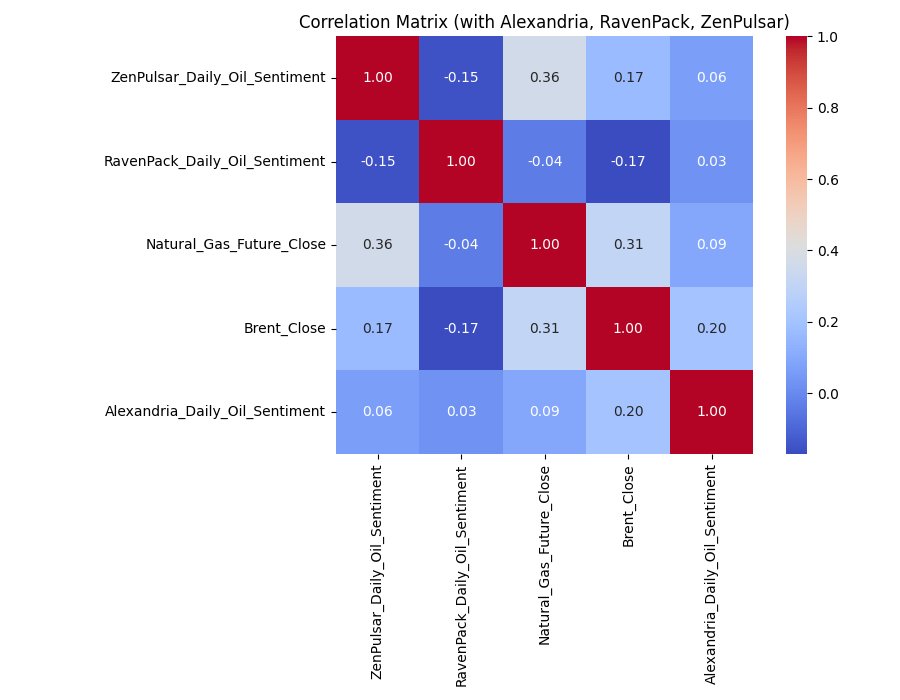 Correlation Matrix (with Alexandria, RavenPack, ZenPulsar)
ZenPulsar_Daily_Oil_Sentiment 1.00 -0.15 0.36 0.17 0.06
RavenPack_Daily_Oil_Sentiment -0.15 1.00 -0.04 -0.17 0.03
Natural_Gas_Future_Close 0.36 -0.04 1.00 0.31 0.09
Brent_Close 0.17 -0.17 0.31 1.00 0.20
Alexandria_Daily_Oil_Sentiment 0.06 0.03 0.09 0.20 1.00
ZenPulsar_Daily_Oil_Sentiment
RavenPack_Daily_Oil_Sentiment
Natural_Gas_Future_Close
Brent_Close
Alexandria_Daily_Oil_Sentiment
1.0
0.8
0.6
0.4
0.2
0.0